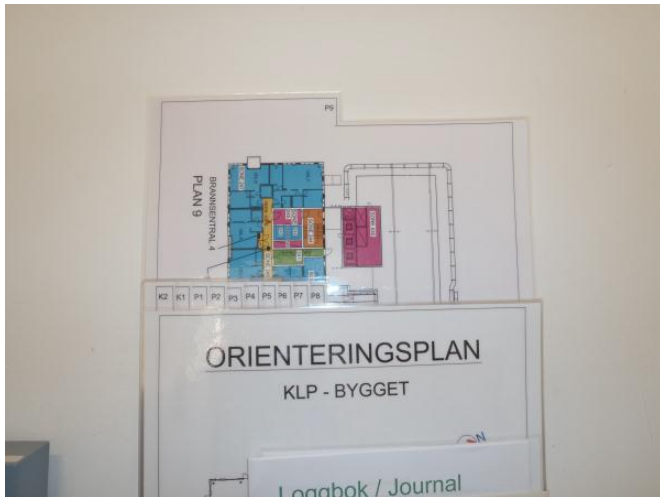 P9
BRANNSENTRAL 4
PLAN 9
K2 K1 P1 P2 P3 P4 P5 P6 P7 P8
ORIENTERINGSPLAN
KLP - BYGGET
N
Loggbok / Journal